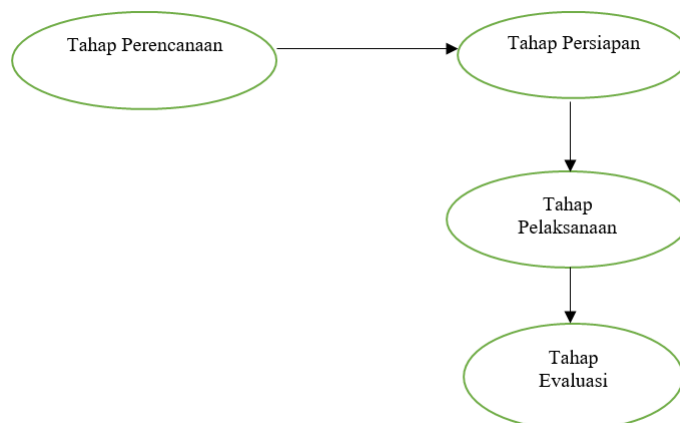 Tahap Perencanaan
Tahap Persiapan
Tahap
Pelaksanaan
Tahap
Evaluasi